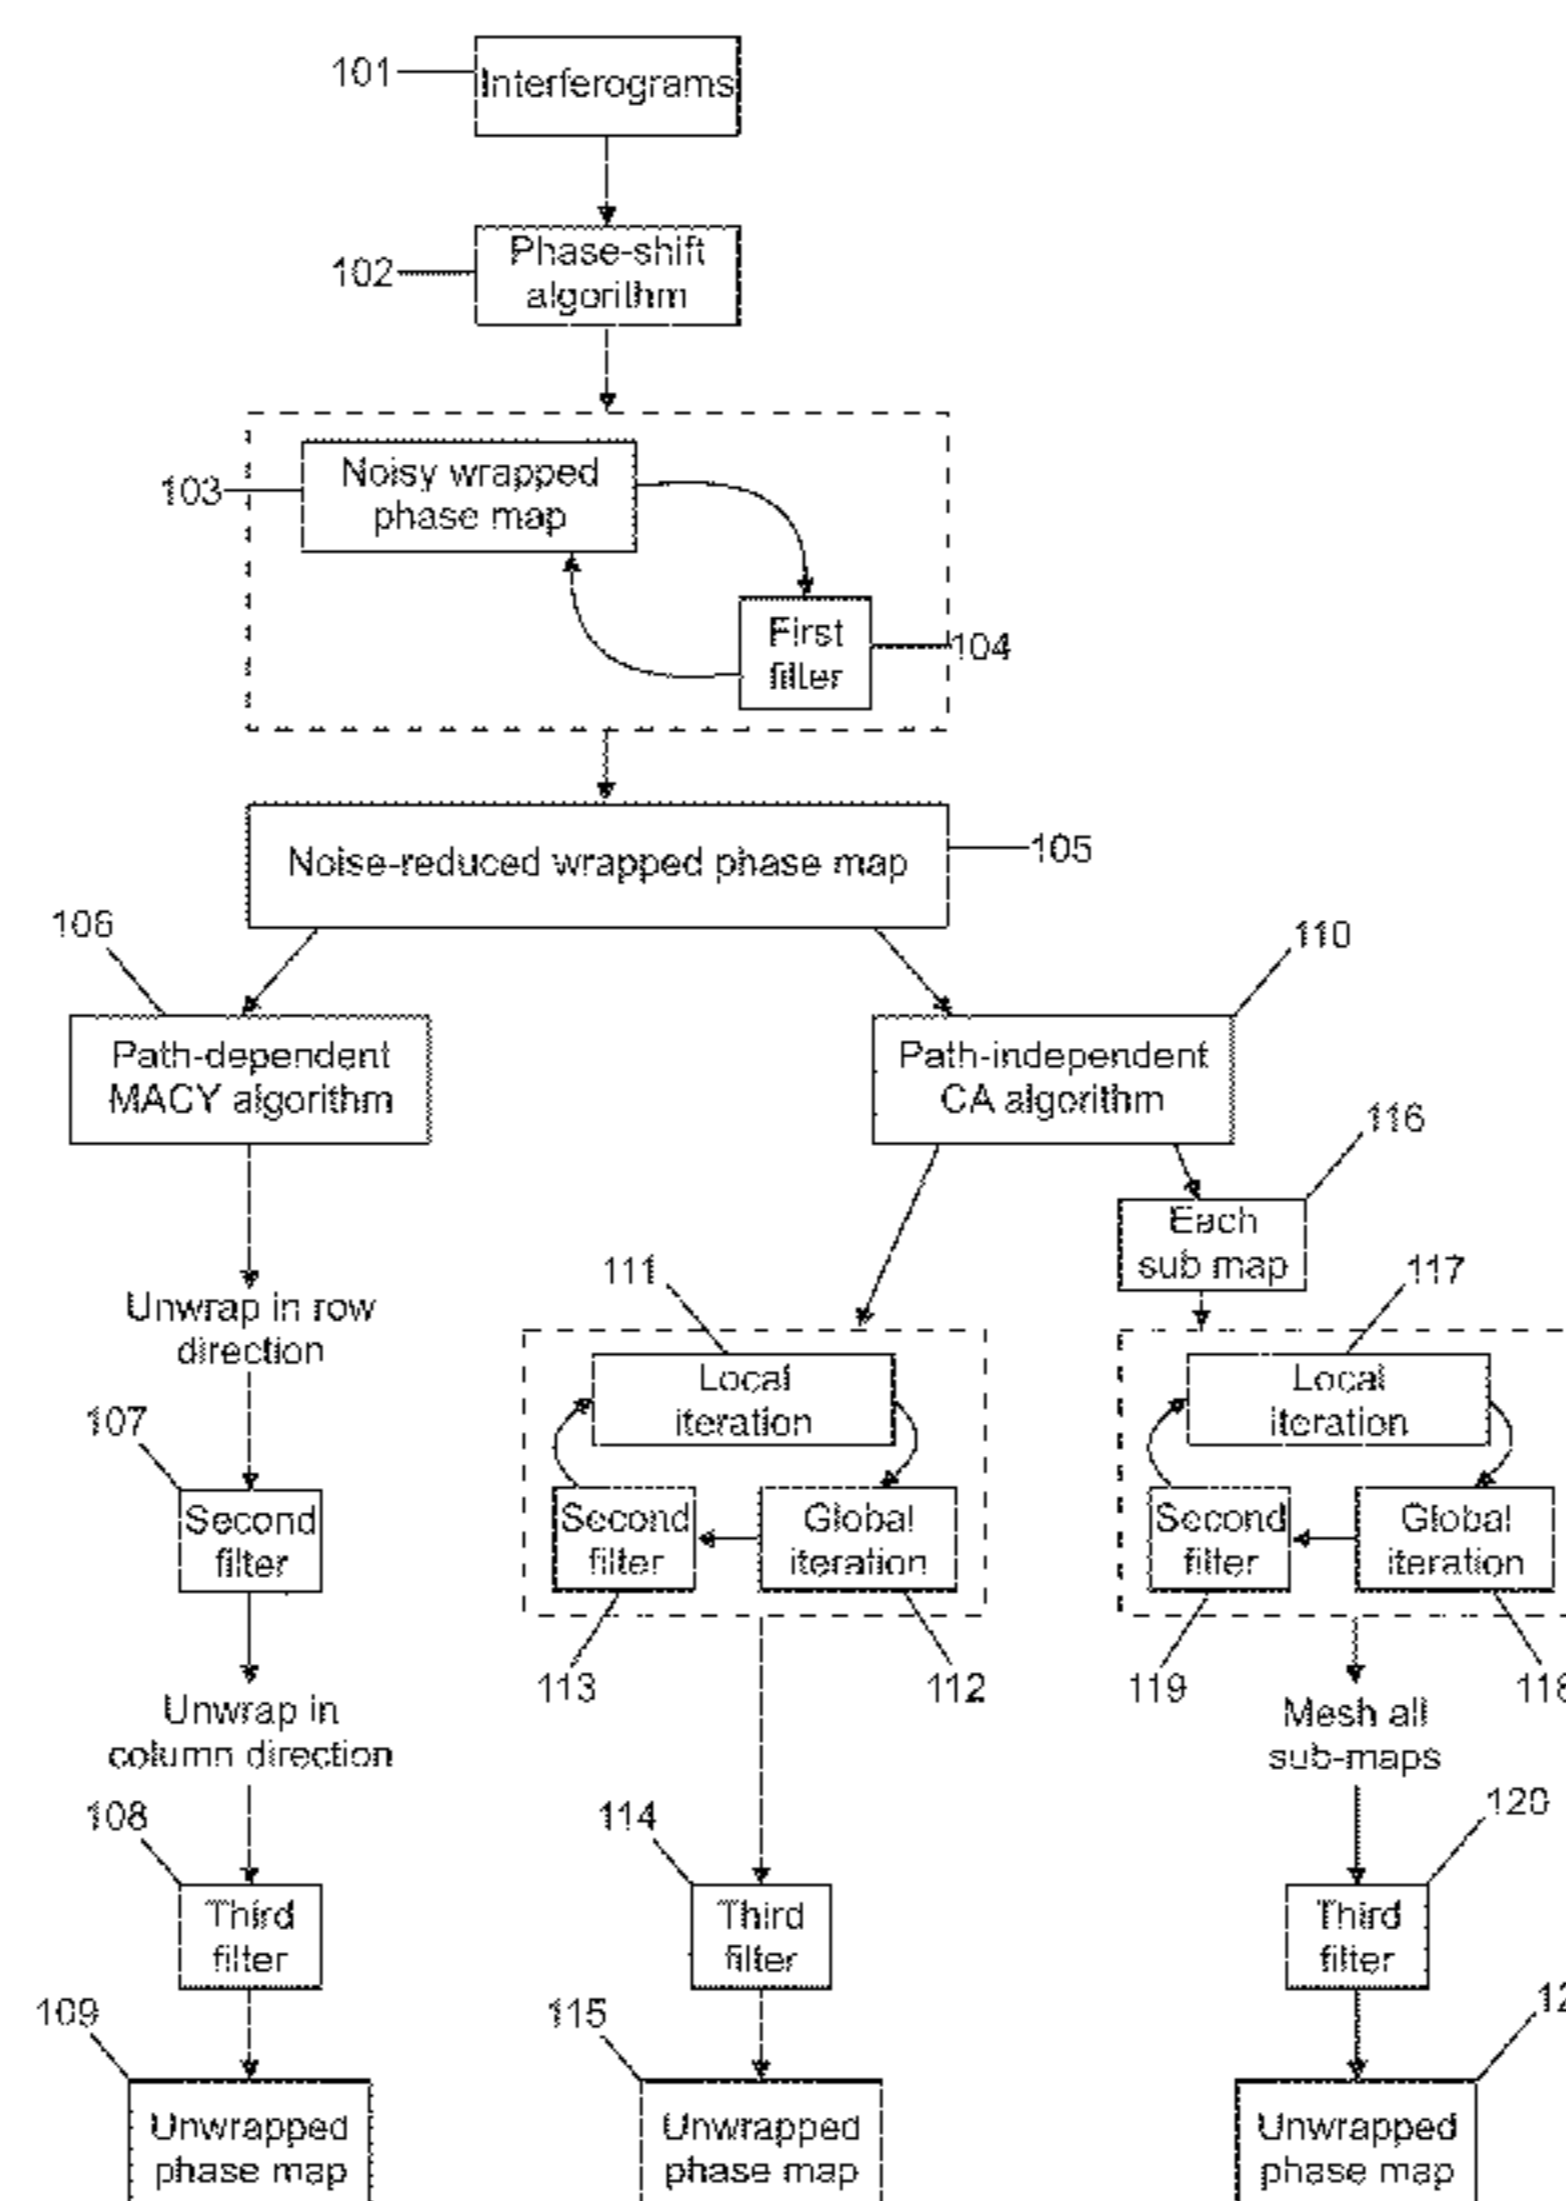 101
Interferograms
102
Phase-shift
algorithm
103
Noisy wrapped
phase map
First
filter
104
Noise-reduced wrapped phase map
105
106
110
Path-dependent
MACY algorithm
Path-independent
CA algorithm
116
Each
sub map
Unwrap in row
direction
111
117
Local
iteration
Local
iteration
107
Second
filter
Second
filter
Global
iteration
Second
filter
Global
iteration
113
112
119
118
Unwrap in
column direction
Mesh all
sub-maps
108
114
120
Third
filter
Third
filter
Third
filter
109
115
12
Unwrapped
phase map
Unwrapped
phase map
Unwrapped
phase map